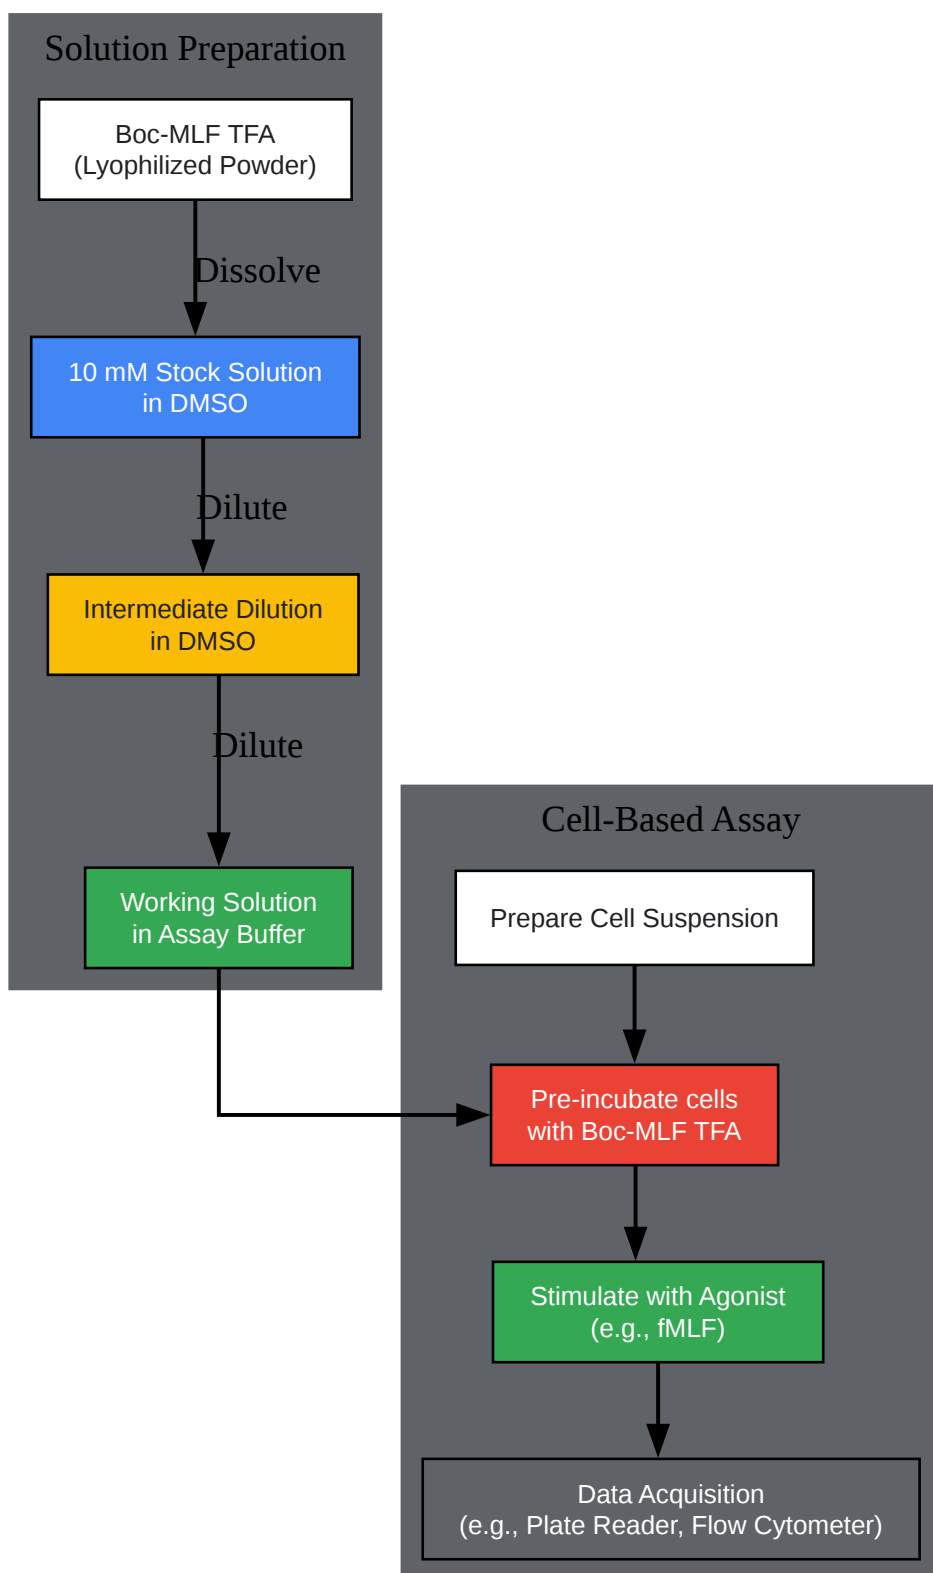 Solution Preparation
Boc-MLF TFA
(Lyophilized Powder)
Dissolve
10 mM Stock Solution
in DMSO
Dilute
Intermediate Dilution
in DMSO
Dilute
Working Solution
in Assay Buffer
Cell-Based Assay
Prepare Cell Suspension
Pre-incubate cells
with Boc-MLF TFA
Stimulate with Agonist
(e.g., fMLF)
Data Acquisition
(e.g., Plate Reader, Flow Cytometer)